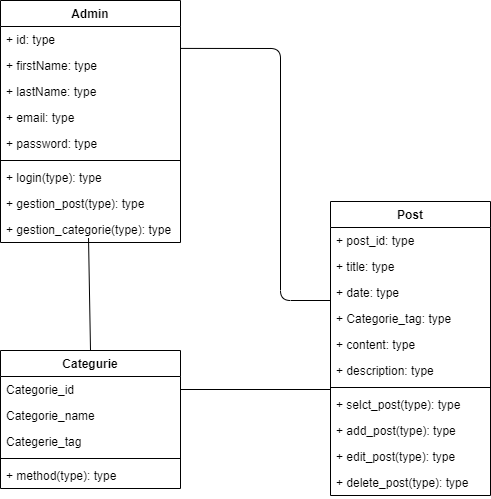 Admin
+ id: type
+ firstName: type
+ lastName: type
+ email: type
+ password: type
+ login(type): type
+ gestion_post(type): type
+ gestion_categorie(type): type
Post
+ post_id: type
+ title: type
+ date: type
+ Categorie_tag: type
+ content: type
+ description: type
+ selct_post(type): type
+ add_post(type): type
+ edit_post(type): type
+ delete_post(type): type
Categurie
Categorie_id
Categorie_name
Categerie_tag
+ method(type): type